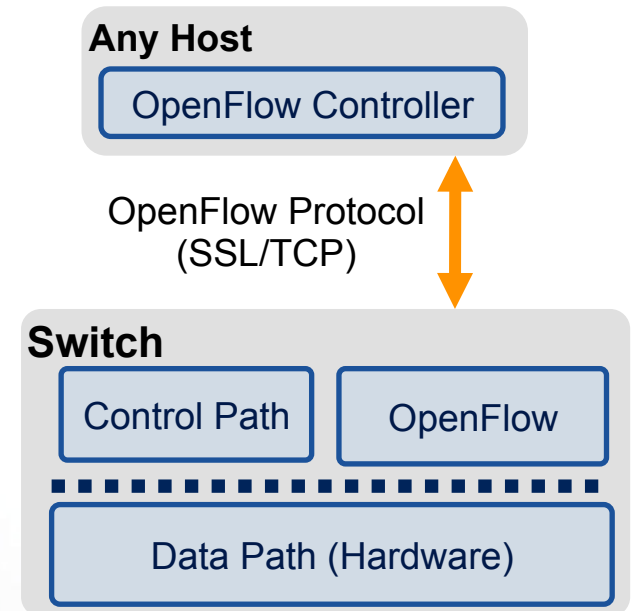 Any Host
OpenFlow Controller
OpenFlow Protocol
(SSL/TCP)
Switch
Control Path
OpenFlow
Data Path (Hardware)